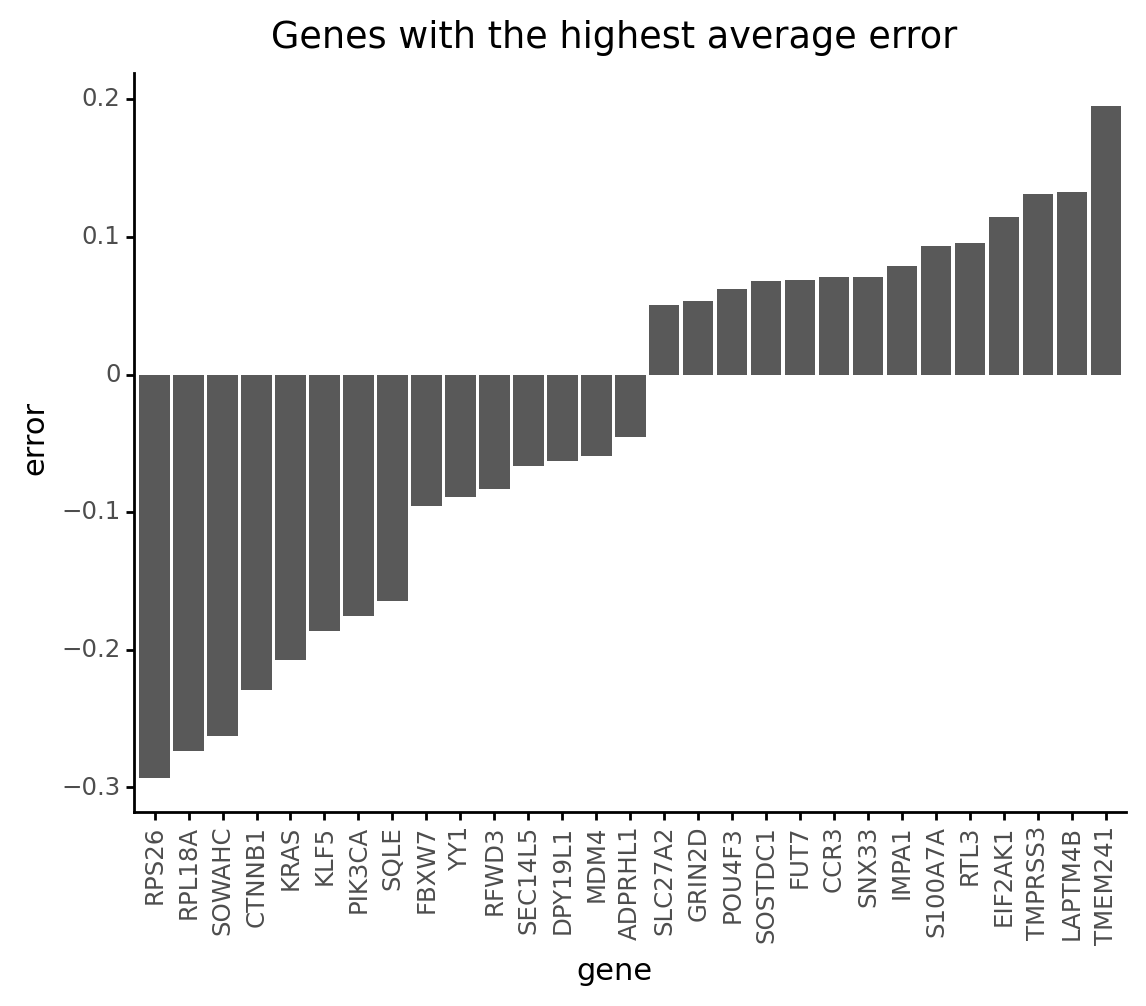 Genes with the highest average error
0.2
0.1
0
−0.1
−0.2
−0.3
error
RPS26
RPL18A
SOWAHC
CTNNB1
KRAS
KLF5
PIK3CA
SQLE
FBXW7
YY1
RFWD3
SEC14L5
DPY19L1
MDM4
ADPRHL1
SLC27A2
GRIN2D
POU4F3
SOSTDC1
FUT7
CCR3
SNX33
IMPA1
S100A7A
RTL3
EIF2AK1
TMPRSS3
LAPTM4B
TMEM241
gene